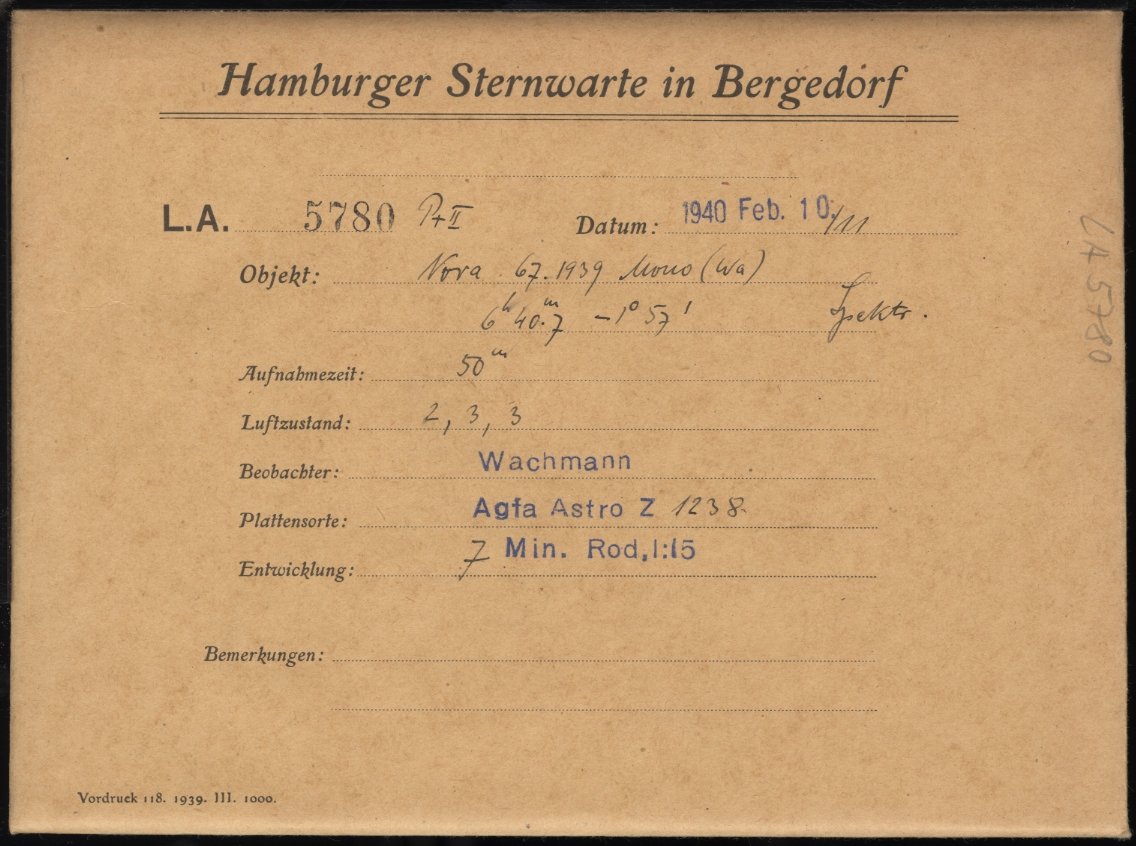 Hamburger Sternwarte in Bergedorf
L.A. 5780 P+II Datum: 1940 Feb. 10./11
Objekt: Nova 67.1939 Mono (Wa)
6h 40.m7 −1° 57' Spektr.
Aufnahmezeit: 50m
Luftzustand: 2, 3, 3
Beobachter: Wachmann
Plattensorte: Agfa Astro Z 1238
Entwicklung: 7 Min. Rod. 1:15
Bemerkungen:
Vordruck 118. 1939. III. 1000.
LA 5780